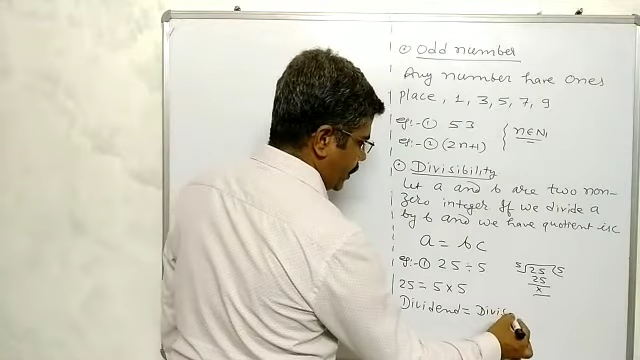 • Odd number
Any number have ones
Place, 1, 3, 5, 7, 9
eg:- ① 53
eg:- ② (2n+1) { n∈N
• Divisibility
Let a and b are two non-
zero integer If we divide a
by b and we have quotient is c
a = bc
eg:- ① 25 ÷ 5
5 25 5
25
x
25 = 5 × 5
Dividend = Divis